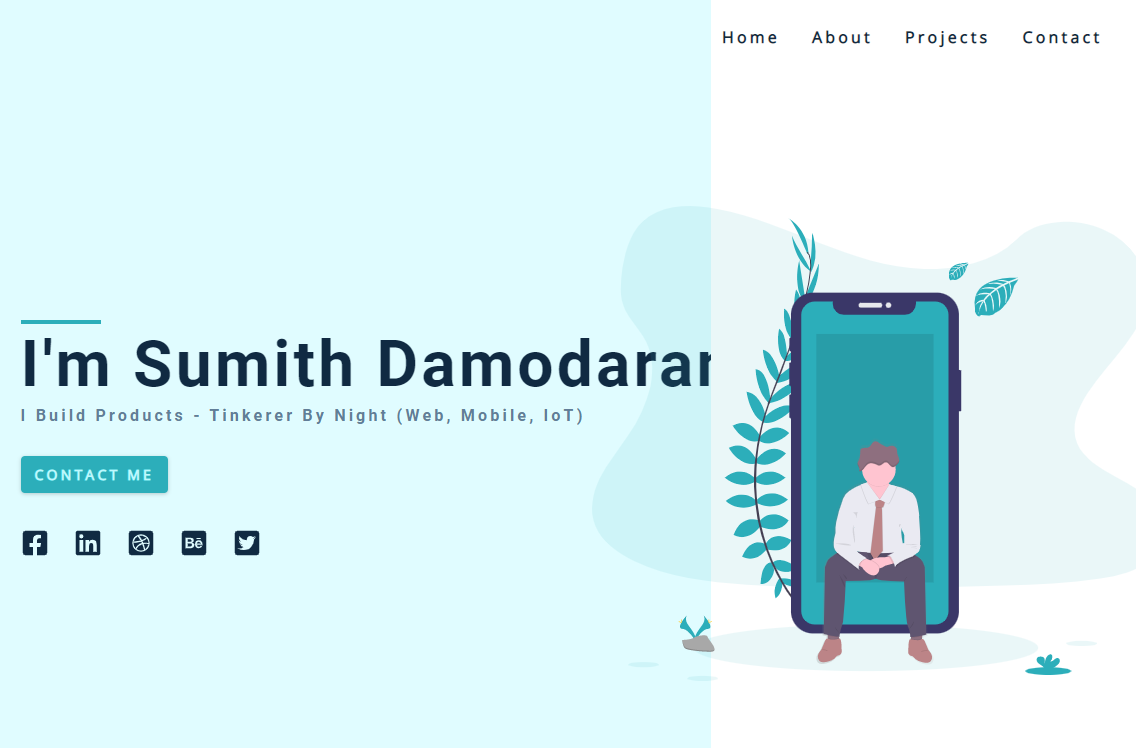 Home About Projects Contact
I'm Sumith Damodaran
I Build Products - Tinkerer By Night (Web, Mobile, IoT)
CONTACT ME
Bē